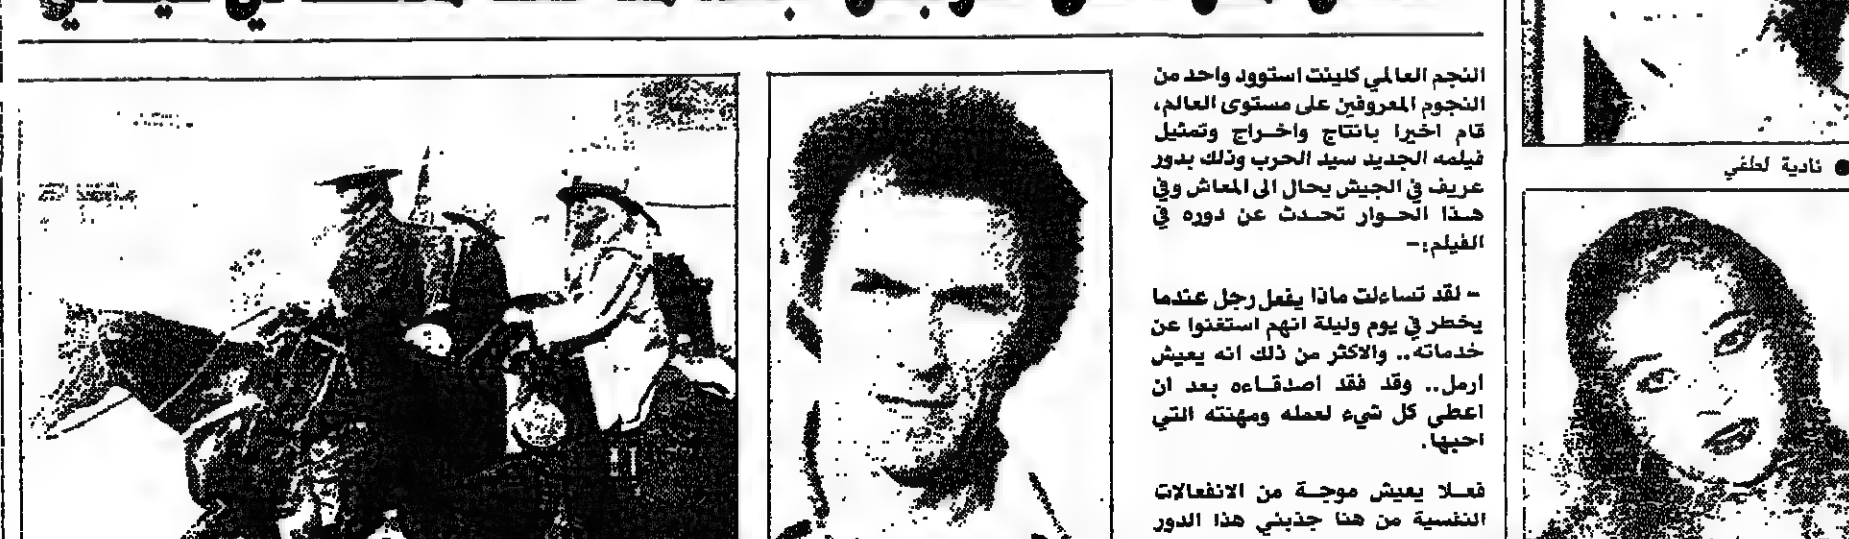 النجم العالمي كلينت استوود واحد من
النجوم المعروفين على مستوى العالم،
قام اخيرا بانتاج واخراج وتمثيل
فيلمه الجديد سيد الحرب وذلك بدور
عريف في الجيش يحال الى المعاش وفي
هذا الحوار تحدث عن دوره في
الفيلم:-
- لقد تساءلت ماذا يفعل رجل عندما
يخطر في يوم وليلة انهم استغنوا عن
خدماته.. والاكثر من ذلك انه يعيش
ارمل.. وقد فقد اصدقاءه بعد ان
اعطى كل شيء لعمله ومهنته التي
احبها.
فعلا يعيش موجة من الانفعالات
النفسية من هنا جذبني هذا الدور
● نادية لطفي